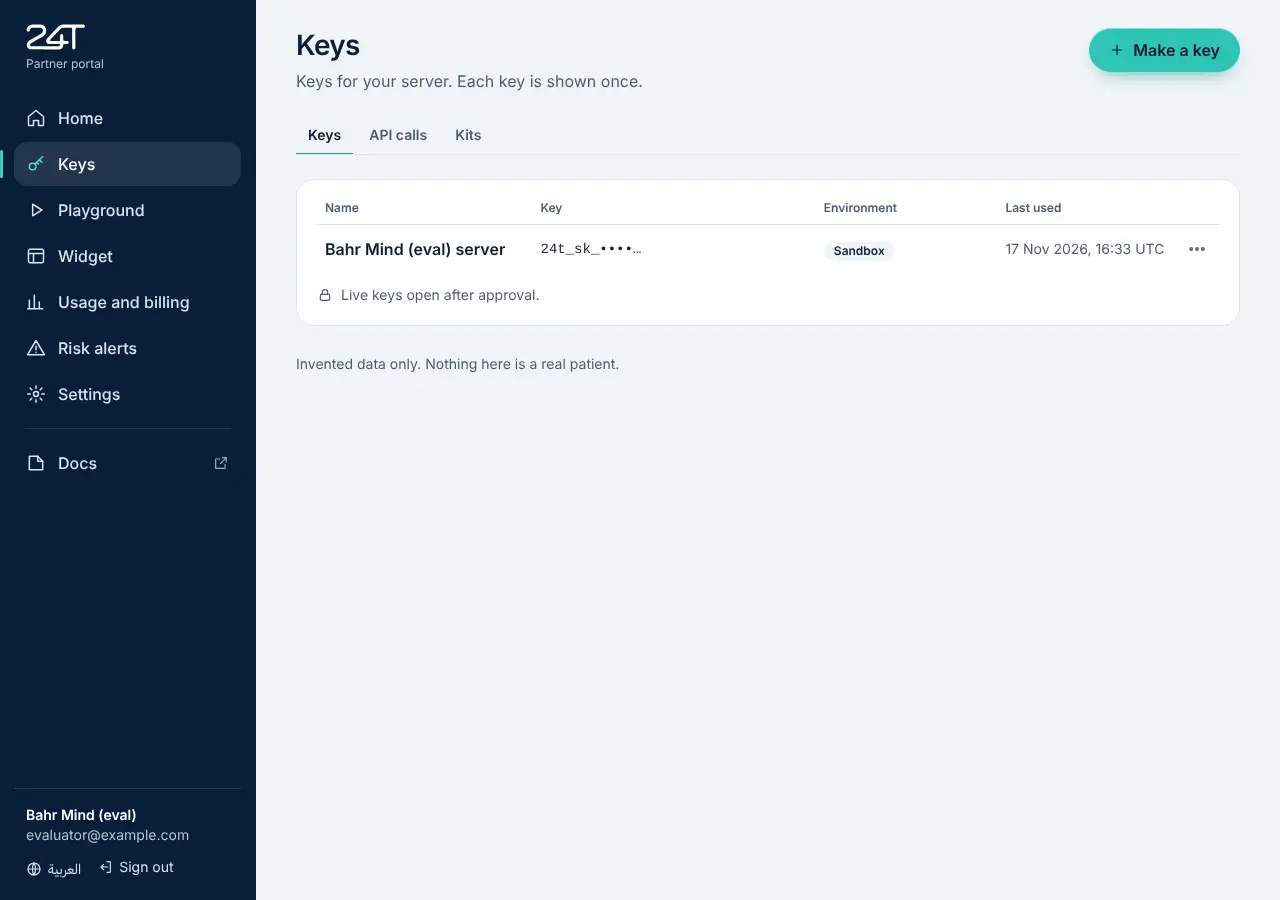 24T
Partner portal
Home
Keys
Playground
Widget
Usage and billing
Risk alerts
Settings
Docs
Bahr Mind (eval)
evaluator@example.com
العربية
Sign out
Keys
Keys for your server. Each key is shown once.
+ Make a key
Keys API calls Kits
Name Key Environment Last used
Bahr Mind (eval) server 24t_sk_••••… Sandbox 17 Nov 2026, 16:33 UTC •••
Live keys open after approval.
Invented data only. Nothing here is a real patient.